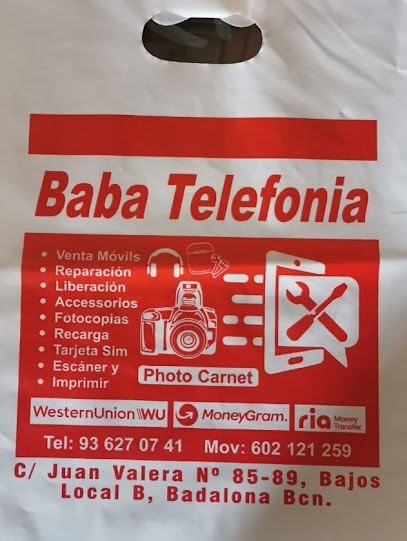 Baba Telefonia
• Venta Móvils
• Reparación
• Liberación
• Accessorios
• Fotocopias
• Recarga
• Tarjeta Sim
• Escáner y
• Imprimir
Photo Carnet
WesternUnion WU
MoneyGram.
ria Money Transfer
Tel: 93 627 07 41 Mov: 602 121 259
C/ Juan Valera Nº 85-89, Bajos
Local B, Badalona Bcn.